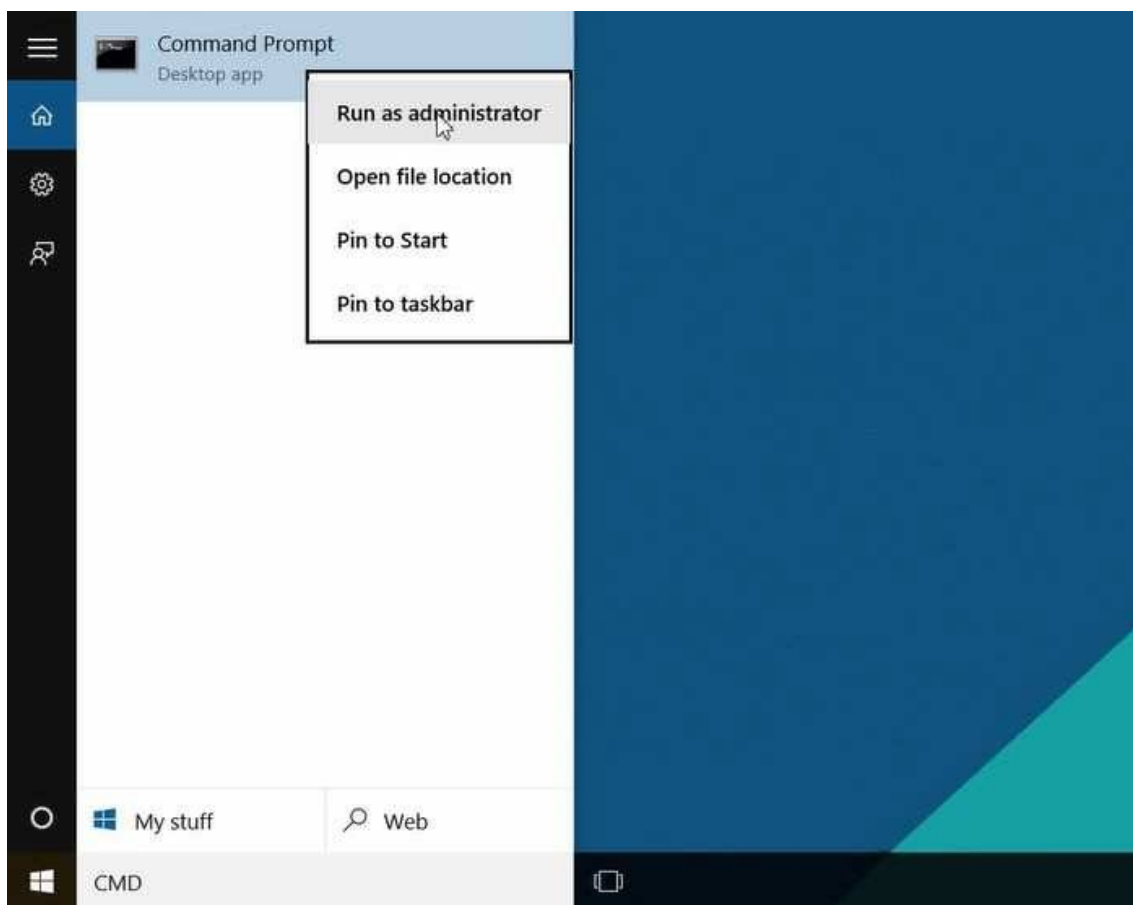 Command Prompt
Desktop app
Run as administrator
Open file location
Pin to Start
Pin to taskbar
My stuff
Web
CMD